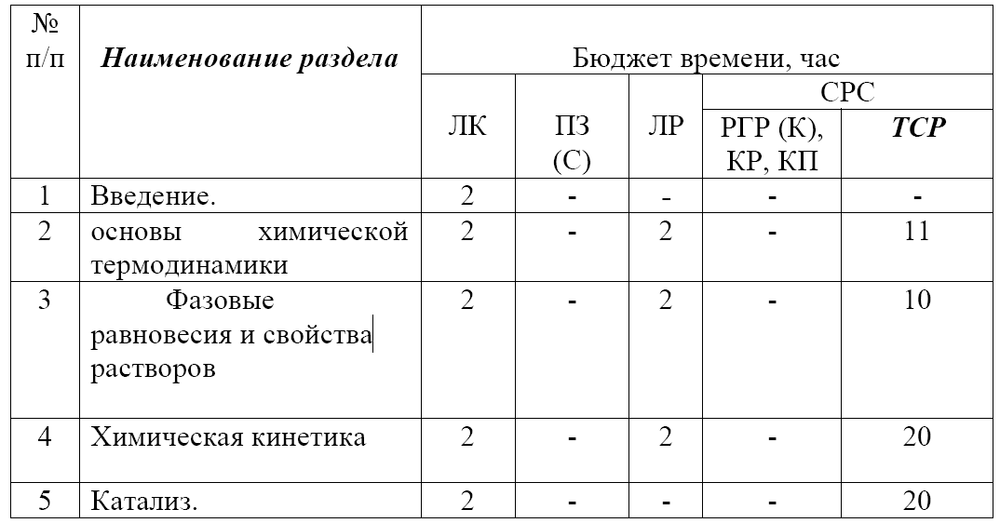 № п/п Наименование раздела Бюджет времени, час
ЛК ПЗ (С) ЛР СРС
РГР (К), КР, КП ТСР
1 Введение. 2 - - - -
2 основы химической 2 - 2 - 11
термодинамики
3 Фазовые 2 - 2 - 10
равновесия и свойства
растворов
4 Химическая кинетика 2 - 2 - 20
5 Катализ. 2 - - - 20